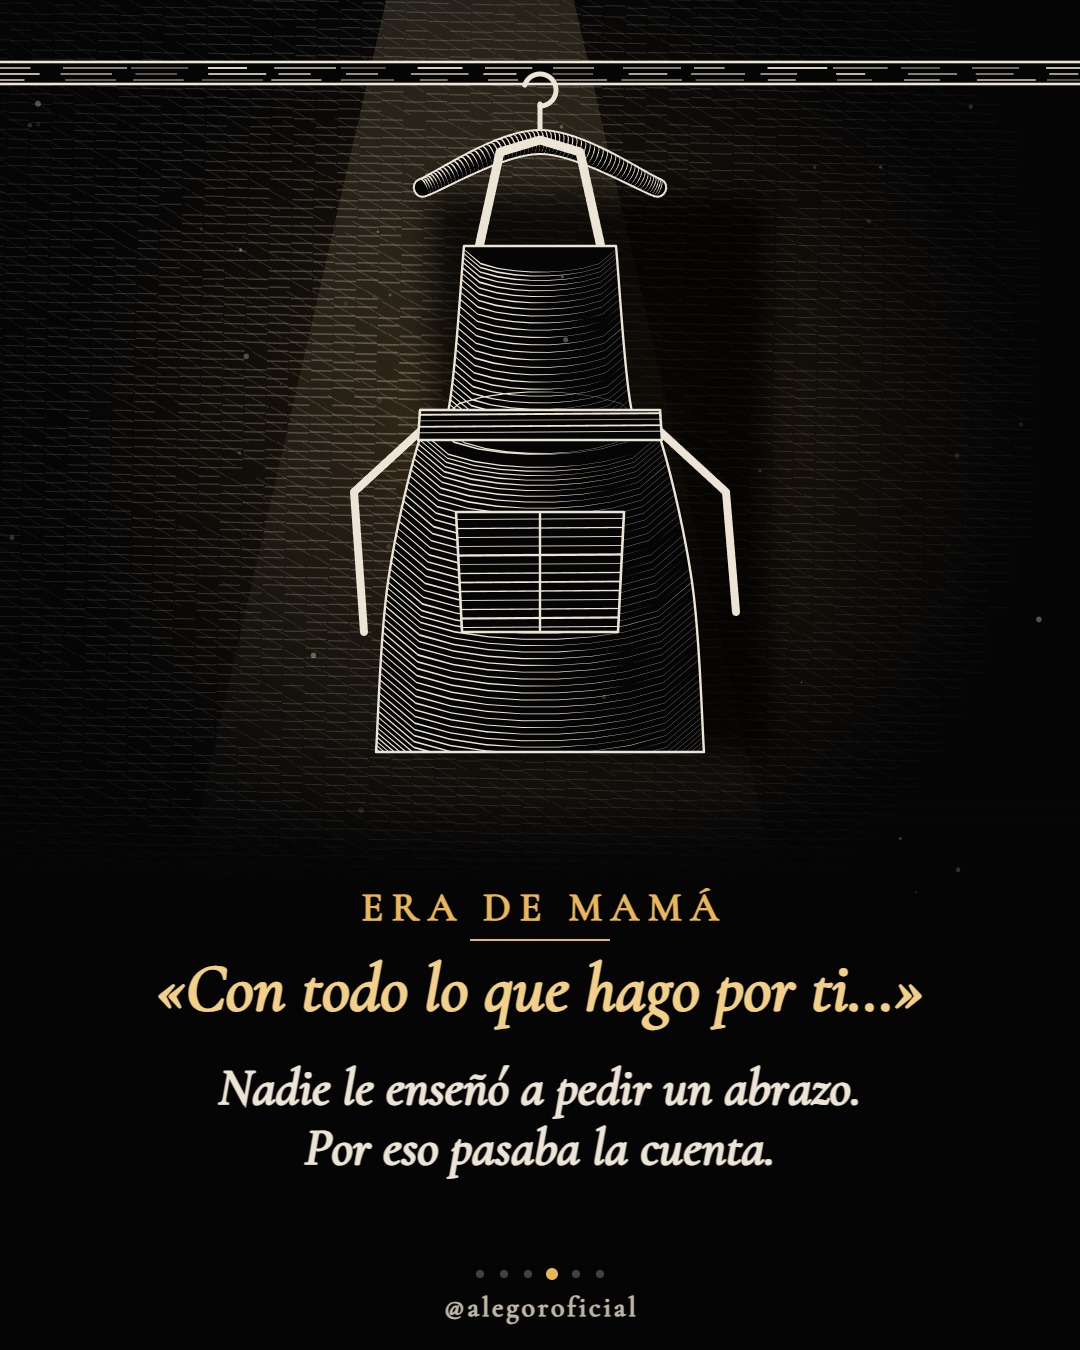 ERA DE MAMÁ
«Con todo lo que hago por ti...»
Nadie le enseñó a pedir un abrazo.
Por eso pasaba la cuenta.
@alegoroficial